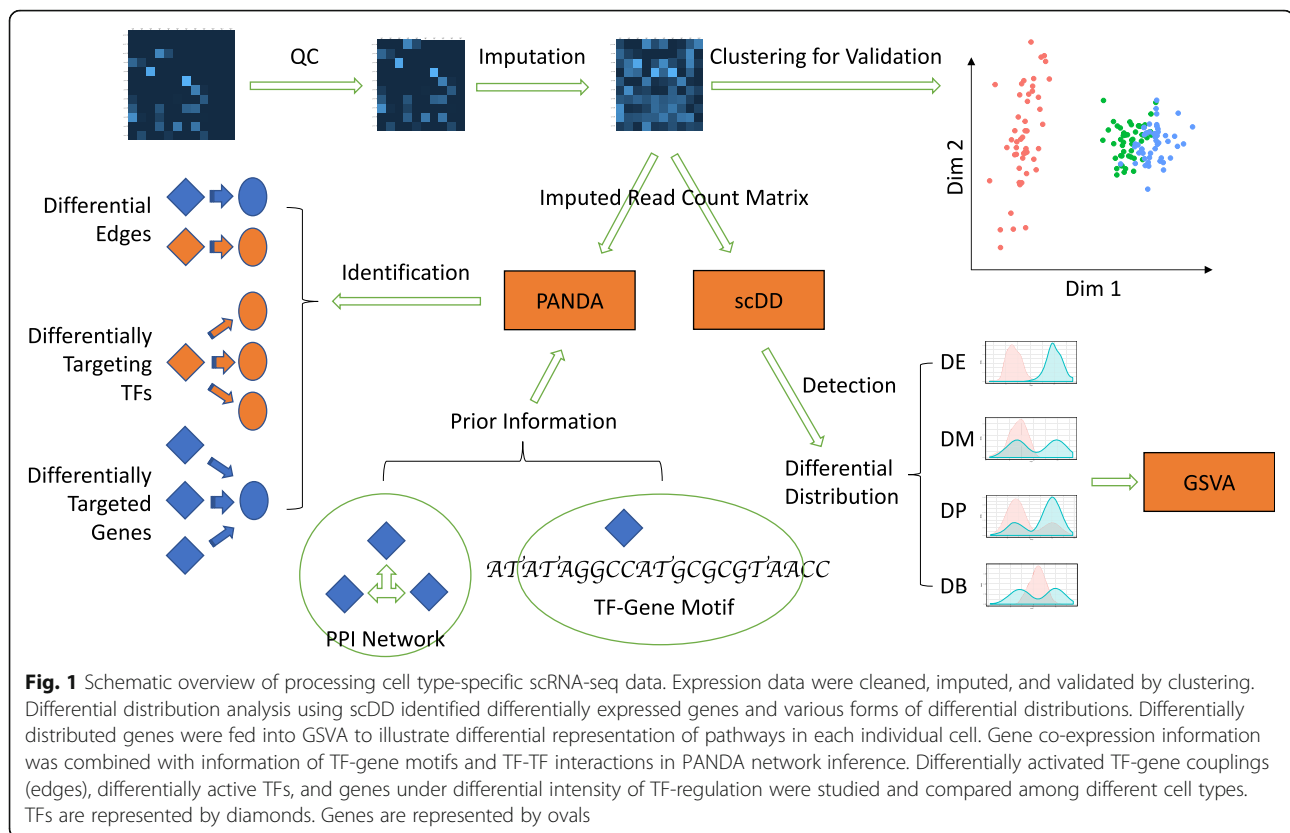 QC
Imputation
Clustering for Validation
Dim 2
Dim 1
Imputed Read Count Matrix
Differential
Edges
Identification
PANDA
scDD
Differentially
Targeting
TFs
Detection
DE
Prior Information
DM
Differential
Distribution
GSVA
Differentially
Targeted
Genes
DP
ATATAGGCCATGCGCGTAACC
DB
TF-Gene Motif
PPI Network
Fig. 1 Schematic overview of processing cell type-specific scRNA-seq data. Expression data were cleaned, imputed, and validated by clustering.
Differential distribution analysis using scDD identified differentially expressed genes and various forms of differential distributions. Differentially
distributed genes were fed into GSVA to illustrate differential representation of pathways in each individual cell. Gene co-expression information
was combined with information of TF-gene motifs and TF-TF interactions in PANDA network inference. Differentially activated TF-gene couplings
(edges), differentially active TFs, and genes under differential intensity of TF-regulation were studied and compared among different cell types.
TFs are represented by diamonds. Genes are represented by ovals